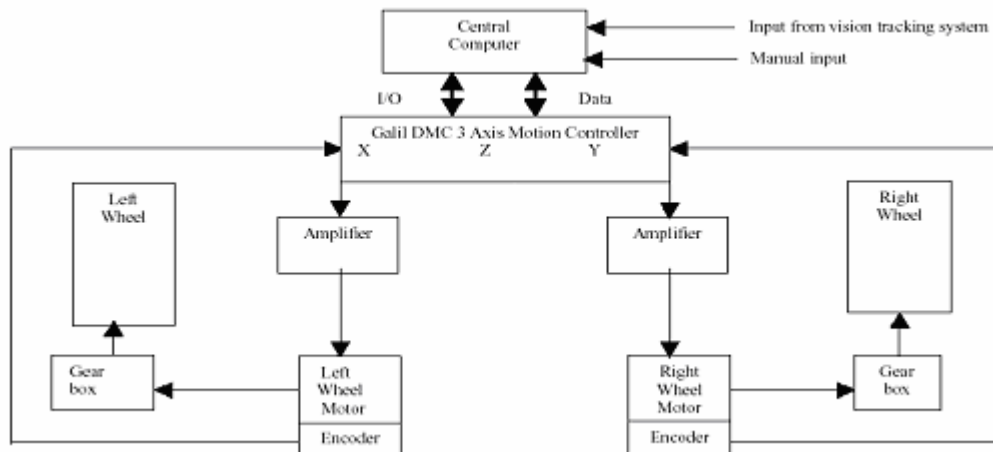 Central
Computer
Input from vision tracking system
Manual input
I/O
Data
Galil DMC 3 Axis Motion Controller
X Z Y
Left
Wheel
Amplifier
Amplifier
Right
Wheel
Gear
box
Left
Wheel
Motor
Encoder
Right
Wheel
Motor
Encoder
Gear
box